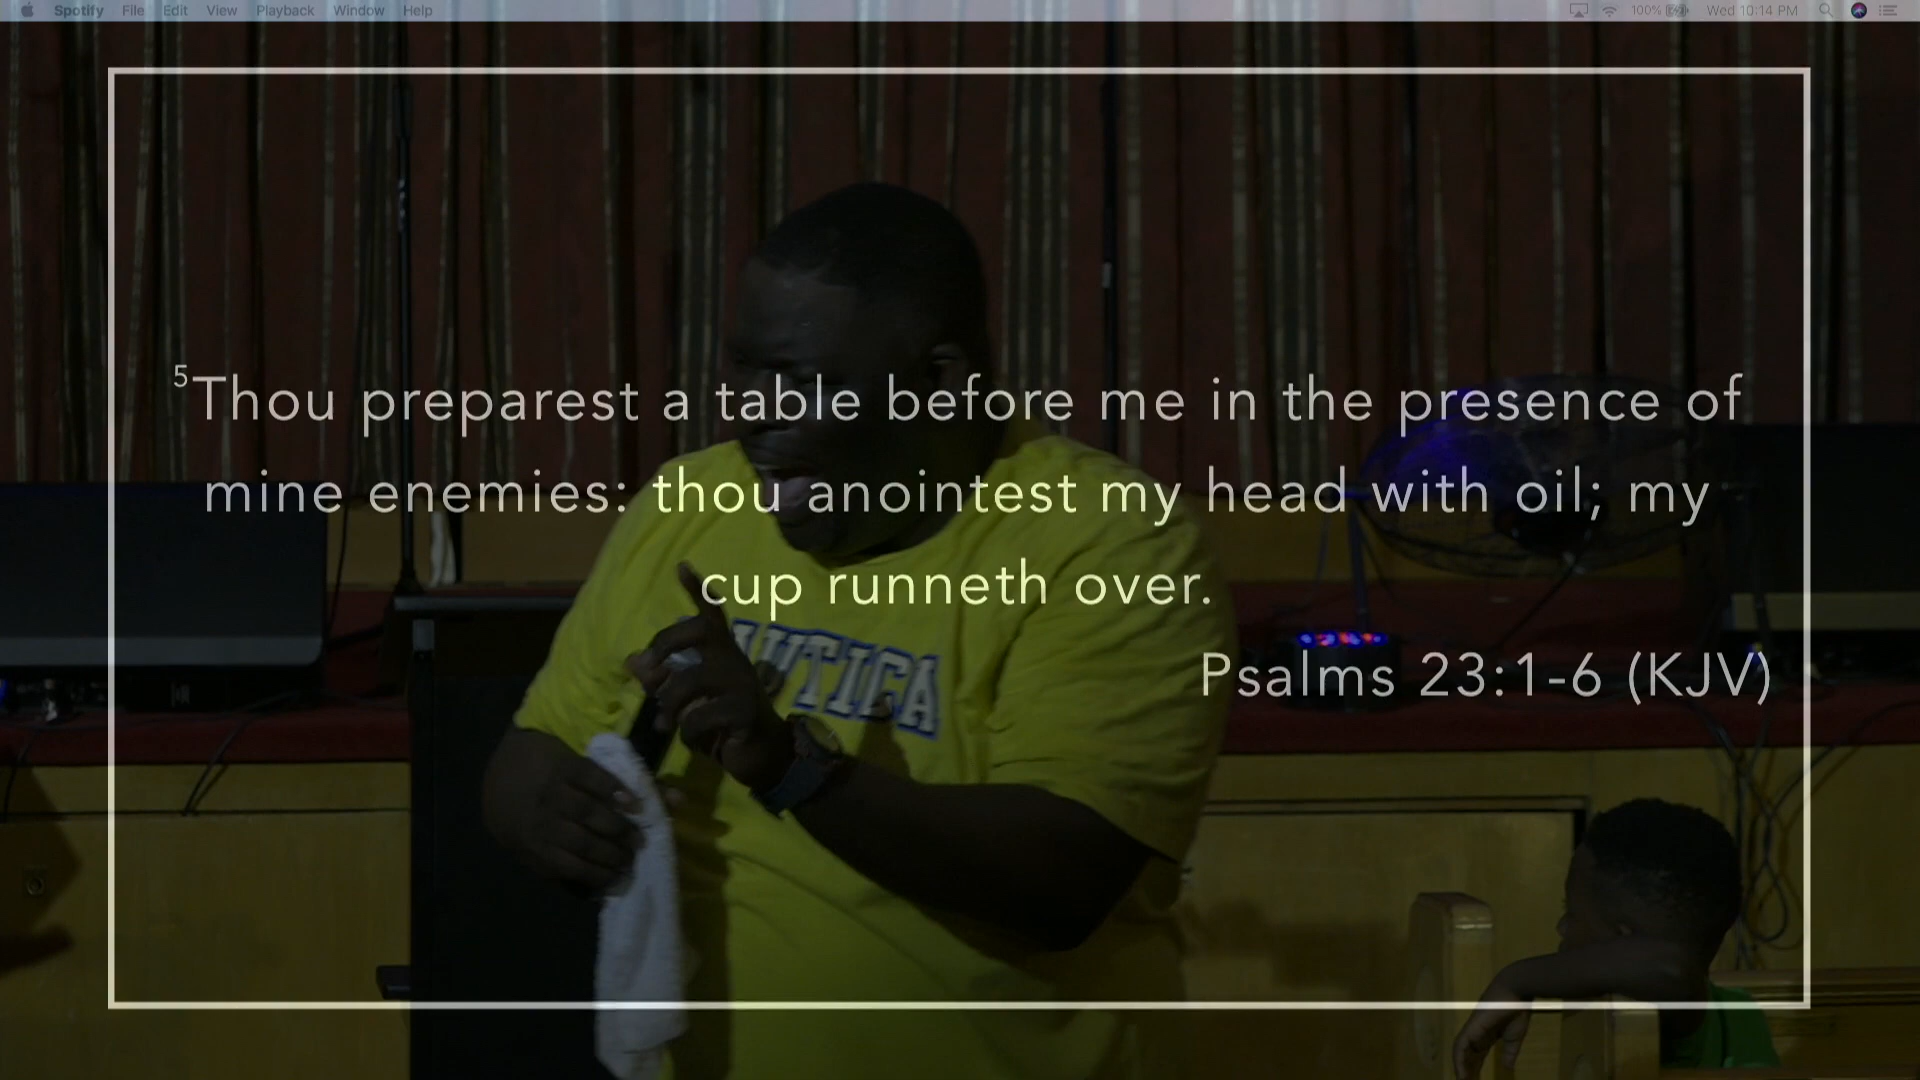 Spotify File Edit View Playback Window Help 100% Wed 10:14 PM
5Thou preparest a table before me in the presence of
mine enemies: thou anointest my head with oil; my
cup runneth over.
NAUTICA
Psalms 23:1-6 (KJV)